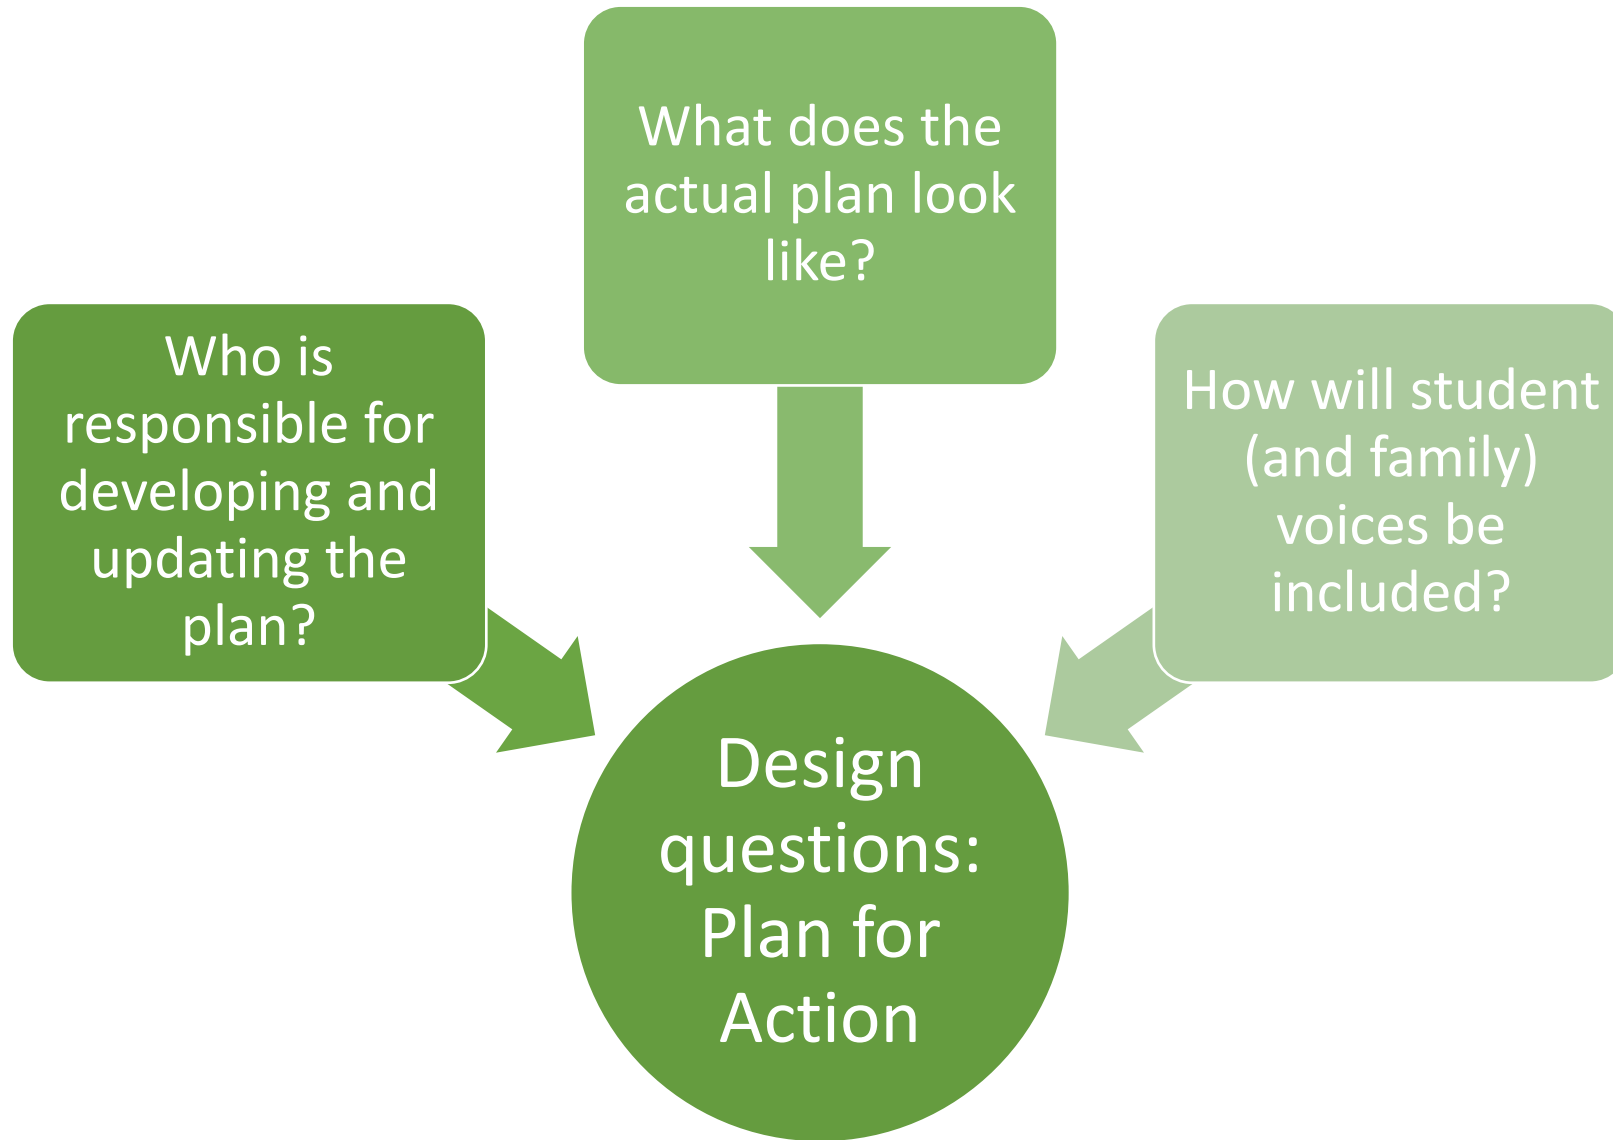 What does the
actual plan look
like?
Who is
responsible for
developing and
updating the
plan?
How will student
(and family)
voices be
included?
Design
questions:
Plan for
Action